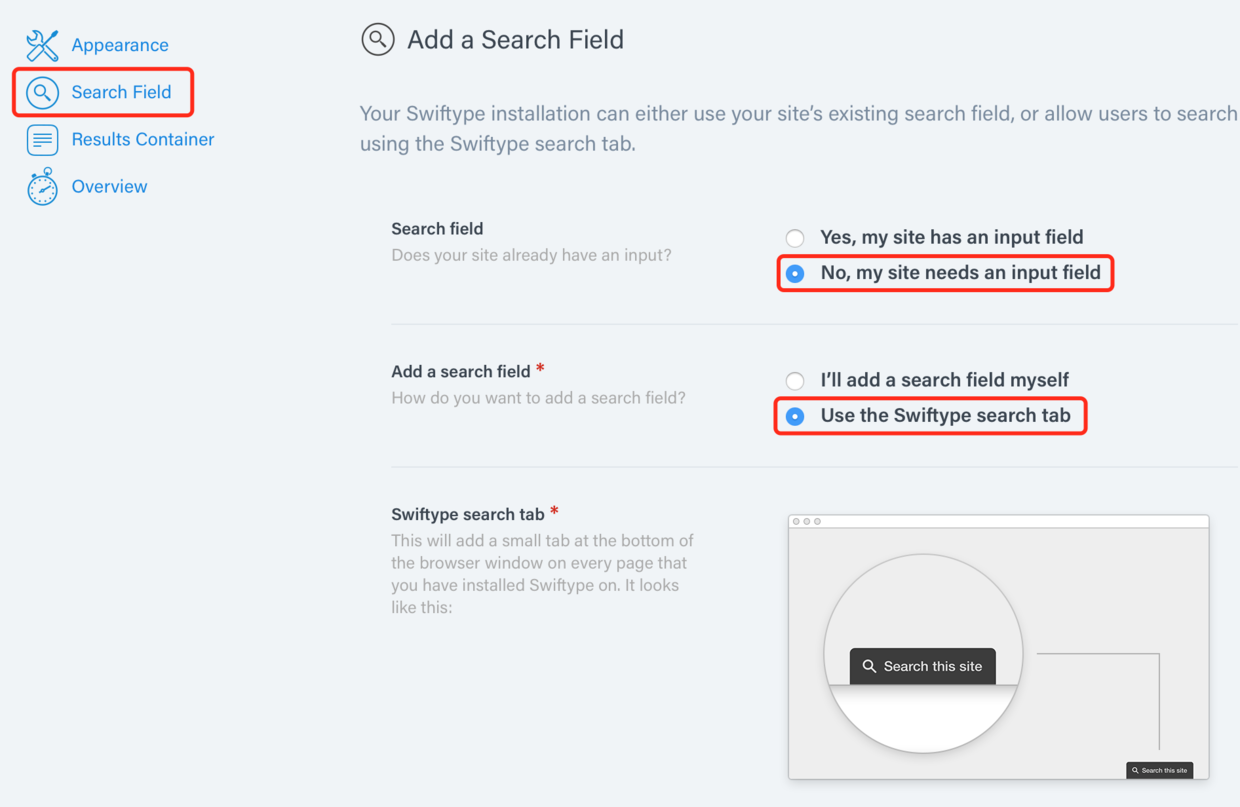 Appearance
Search Field
Results Container
Overview
Add a Search Field
Your Swiftype installation can either use your site's existing search field, or allow users to search
using the Swiftype search tab.
Search field
Does your site already have an input?
Yes, my site has an input field
No, my site needs an input field
Add a search field *
How do you want to add a search field?
I'll add a search field myself
Use the Swiftype search tab
Swiftype search tab *
This will add a small tab at the bottom of
the browser window on every page that
you have installed Swiftype on. It looks
like this:
Search this site
Search this site